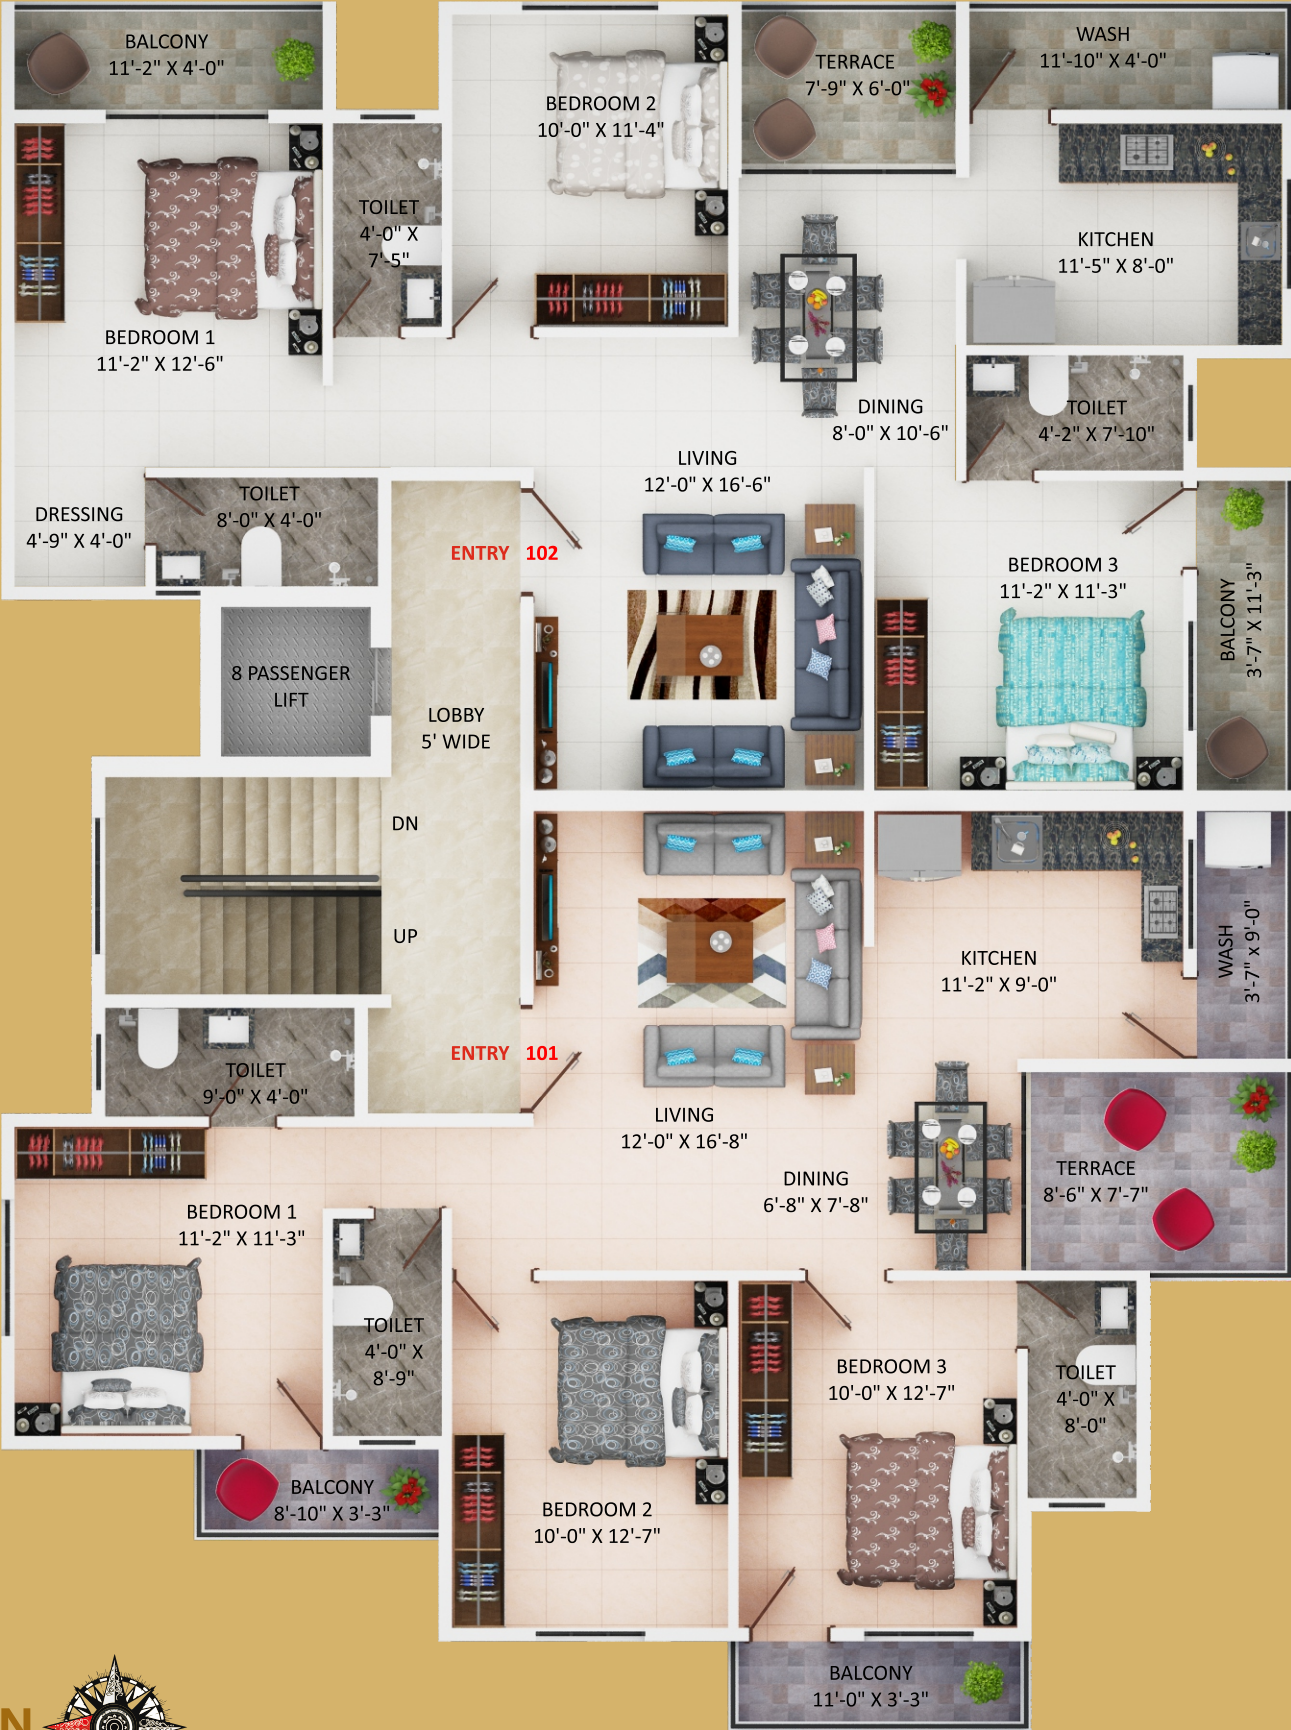 BALCONY
11'-2" X 4'-0"
BEDROOM 2
10'-0" X 11'-4"
TERRACE
7'-9" X 6'-0"
WASH
11'-10" X 4'-0"
TOILET
4'-0" X
7'-5"
KITCHEN
11'-5" X 8'-0"
BEDROOM 1
11'-2" X 12'-6"
DINING
8'-0" X 10'-6"
TOILET
4'-2" X 7'-10"
LIVING
12'-0" X 16'-6"
DRESSING
4'-9" X 4'-0"
TOILET
8'-0" X 4'-0"
ENTRY 102
BEDROOM 3
11'-2" X 11'-3"
BALCONY
3'-7" X 11'-3"
8 PASSENGER
LIFT
LOBBY
5' WIDE
DN
UP
KITCHEN
11'-2" X 9'-0"
WASH
3'-7" x 9'-0"
ENTRY 101
TOILET
9'-0" X 4'-0"
LIVING
12'-0" X 16'-8"
DINING
6'-8" X 7'-8"
TERRACE
8'-6" X 7'-7"
BEDROOM 1
11'-2" X 11'-3"
TOILET
4'-0" X
8'-9"
BEDROOM 3
10'-0" X 12'-7"
TOILET
4'-0" X
8'-0"
BALCONY
8'-10" X 3'-3"
BEDROOM 2
10'-0" X 12'-7"
BALCONY
11'-0" X 3'-3"
N